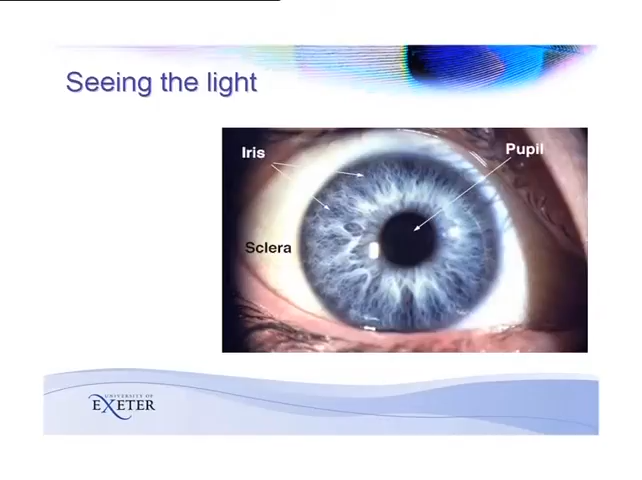 Seeing the light
Iris
Pupil
Sclera
UNIVERSITY OF
EXETER